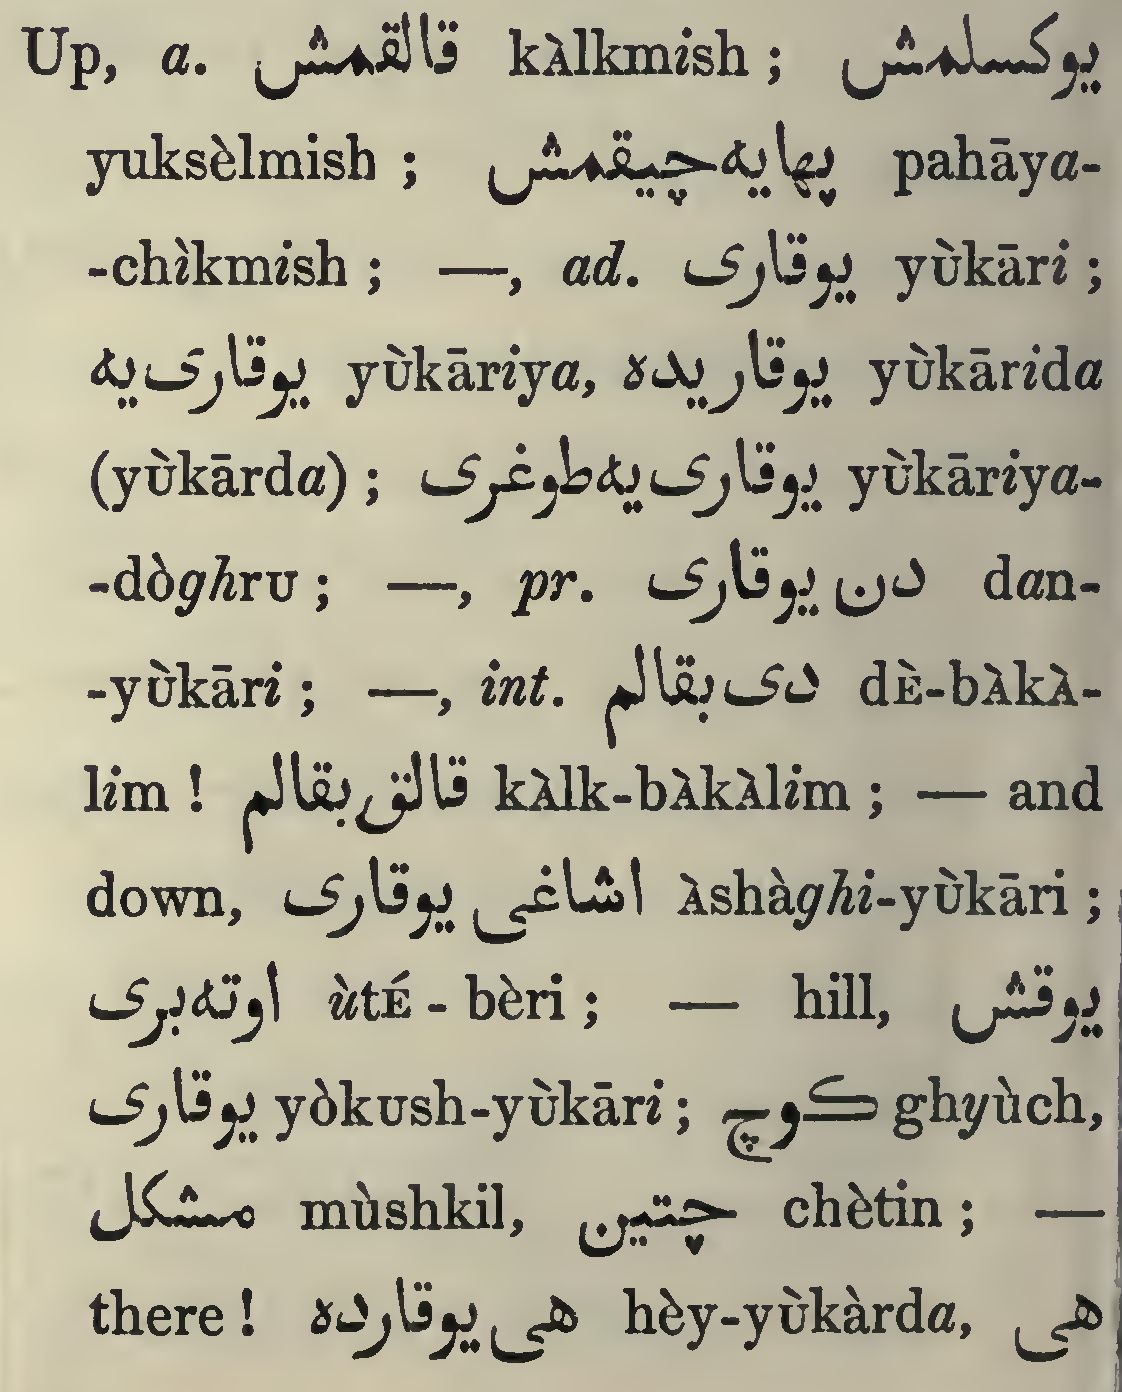 Up, a. قالقمش kÀlkmish ; يوكسلمش
yuksèlmish ; پهايه‌چيقمش pahāya-
-chìkmish ; —, ad. يوقارى yùkāri ;
يوقارى‌يه yùkāriya, يوقاريده yùkārida
(yùkārda) ; يوقارى‌يه‌طوغرى yùkāriya-
-dòghru ; —, pr. دن يوقارى dan-
-yùkāri ; —, int. دى‌بقالم dÈ-bÀkÀ-
lim ! قالق‌بقالم kÀlk-bÀkÀlim ; — and
down, اشاغى يوقارى Àshàghi-yùkāri ;
اوته‌برى ùtÉ - bèri ; — hill, يوقش
يوقارى yòkush-yùkāri ; كوچ ghyùch,
مشكل mùshkil, چتين chètin ; —
there ! هى يوقارده hèy-yùkàrda, هى